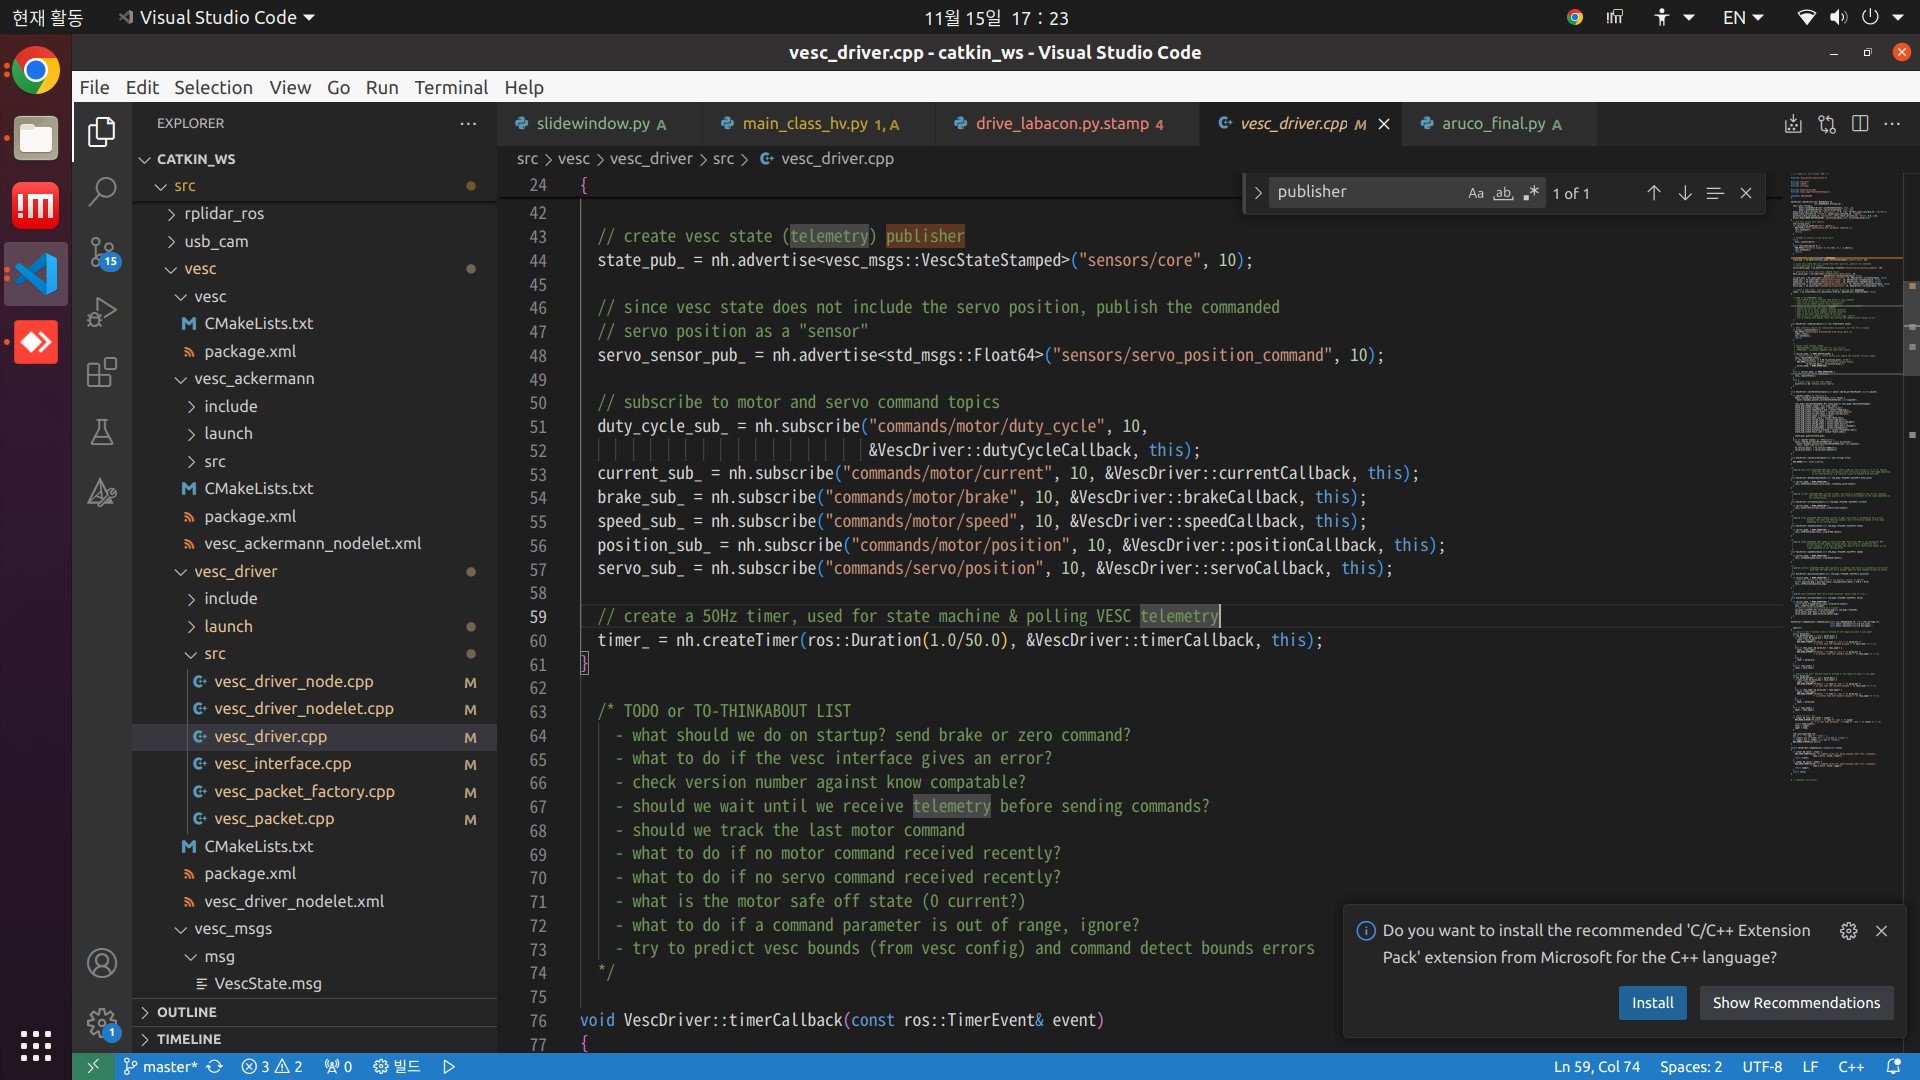 현재 활동
Visual Studio Code
11월 15일 17 : 23
EN
vesc_driver.cpp - catkin_ws - Visual Studio Code
File Edit Selection View Go Run Terminal Help
EXPLORER
slidewindow.py A
main_class_hv.py 1, A
drive_labacon.py.stamp 4
vesc_driver.cpp M
aruco_final.py A
CATKIN_WS
src
rplidar_ros
usb_cam
vesc
vesc
CMakeLists.txt
package.xml
vesc_ackermann
include
launch
src
CMakeLists.txt
package.xml
vesc_ackermann_nodelet.xml
vesc_driver
include
launch
src
vesc_driver_node.cpp M
vesc_driver_nodelet.cpp M
vesc_driver.cpp M
vesc_interface.cpp M
vesc_packet_factory.cpp M
vesc_packet.cpp M
CMakeLists.txt
package.xml
vesc_driver_nodelet.xml
vesc_msgs
msg
VescState.msg
OUTLINE
TIMELINE
15
1
src > vesc > vesc_driver > src > vesc_driver.cpp
publisher
Aa ab .* 1 of 1
24 {
42
43 // create vesc state (telemetry) publisher
44 state_pub_ = nh.advertise<vesc_msgs::VescStateStamped>("sensors/core", 10);
45
46 // since vesc state does not include the servo position, publish the commanded
47 // servo position as a "sensor"
48 servo_sensor_pub_ = nh.advertise<std_msgs::Float64>("sensors/servo_position_command", 10);
49
50 // subscribe to motor and servo command topics
51 duty_cycle_sub_ = nh.subscribe("commands/motor/duty_cycle", 10,
52 &VescDriver::dutyCycleCallback, this);
53 current_sub_ = nh.subscribe("commands/motor/current", 10, &VescDriver::currentCallback, this);
54 brake_sub_ = nh.subscribe("commands/motor/brake", 10, &VescDriver::brakeCallback, this);
55 speed_sub_ = nh.subscribe("commands/motor/speed", 10, &VescDriver::speedCallback, this);
56 position_sub_ = nh.subscribe("commands/motor/position", 10, &VescDriver::positionCallback, this);
57 servo_sub_ = nh.subscribe("commands/servo/position", 10, &VescDriver::servoCallback, this);
58
59 // create a 50Hz timer, used for state machine & polling VESC telemetry
60 timer_ = nh.createTimer(ros::Duration(1.0/50.0), &VescDriver::timerCallback, this);
61 }
62
63 /* TODO or TO-THINKABOUT LIST
64 - what should we do on startup? send brake or zero command?
65 - what to do if the vesc interface gives an error?
66 - check version number against know compatable?
67 - should we wait until we receive telemetry before sending commands?
68 - should we track the last motor command
69 - what to do if no motor command received recently?
70 - what to do if no servo command received recently?
71 - what is the motor safe off state (0 current?)
72 - what to do if a command parameter is out of range, ignore?
73 - try to predict vesc bounds (from vesc config) and command detect bounds errors
74 */
75
76 void VescDriver::timerCallback(const ros::TimerEvent& event)
77 {
Do you want to install the recommended 'C/C++ Extension
Pack' extension from Microsoft for the C++ language?
Install
Show Recommendations
master* 3 2 0 빌드
Ln 59, Col 74 Spaces: 2 UTF-8 LF C++